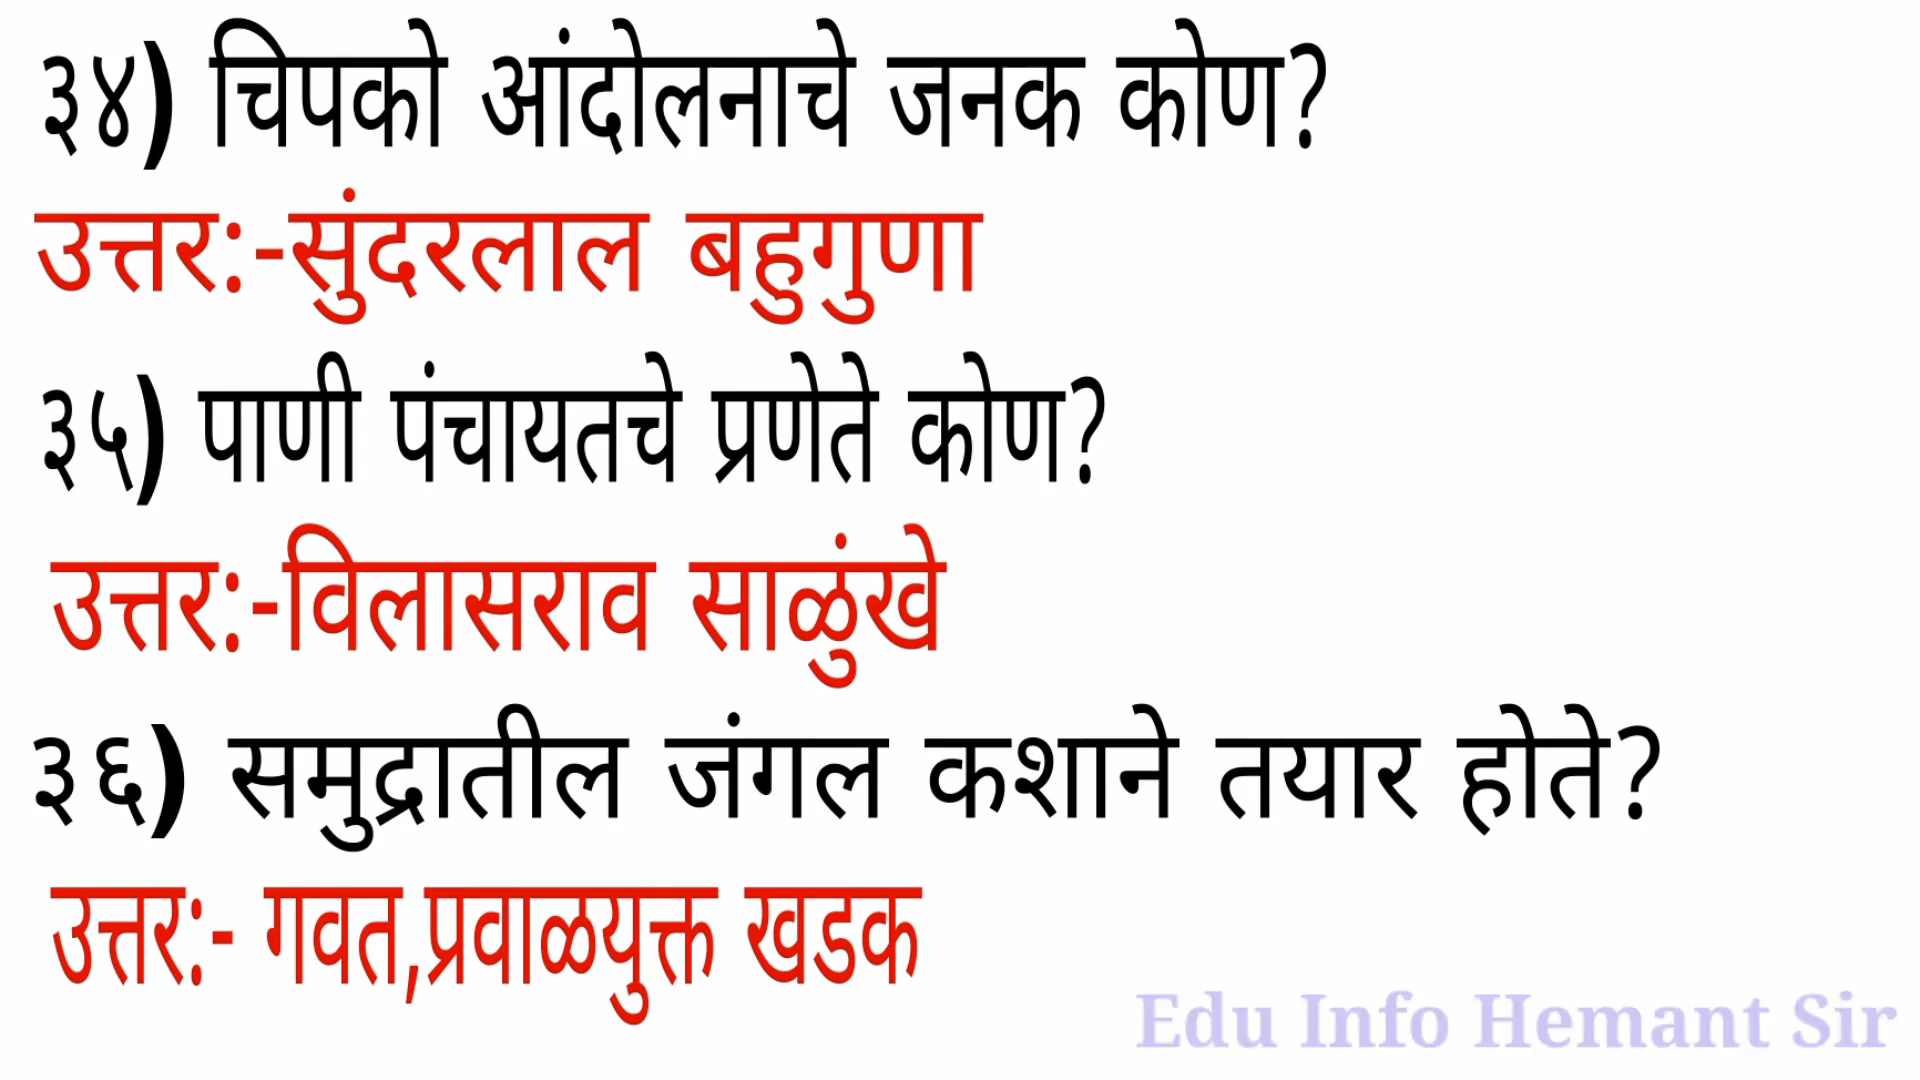 ३४) चिपको आंदोलनाचे जनक कोण?
उत्तर:-सुंदरलाल बहुगुणा
३५) पाणी पंचायतचे प्रणेते कोण?
उत्तर:-विलासराव साळुंखे
३६) समुद्रातील जंगल कशाने तयार होते?
उत्तर:- गवत,प्रवाळयुक्त खडक
Edu Info Hemant Sir